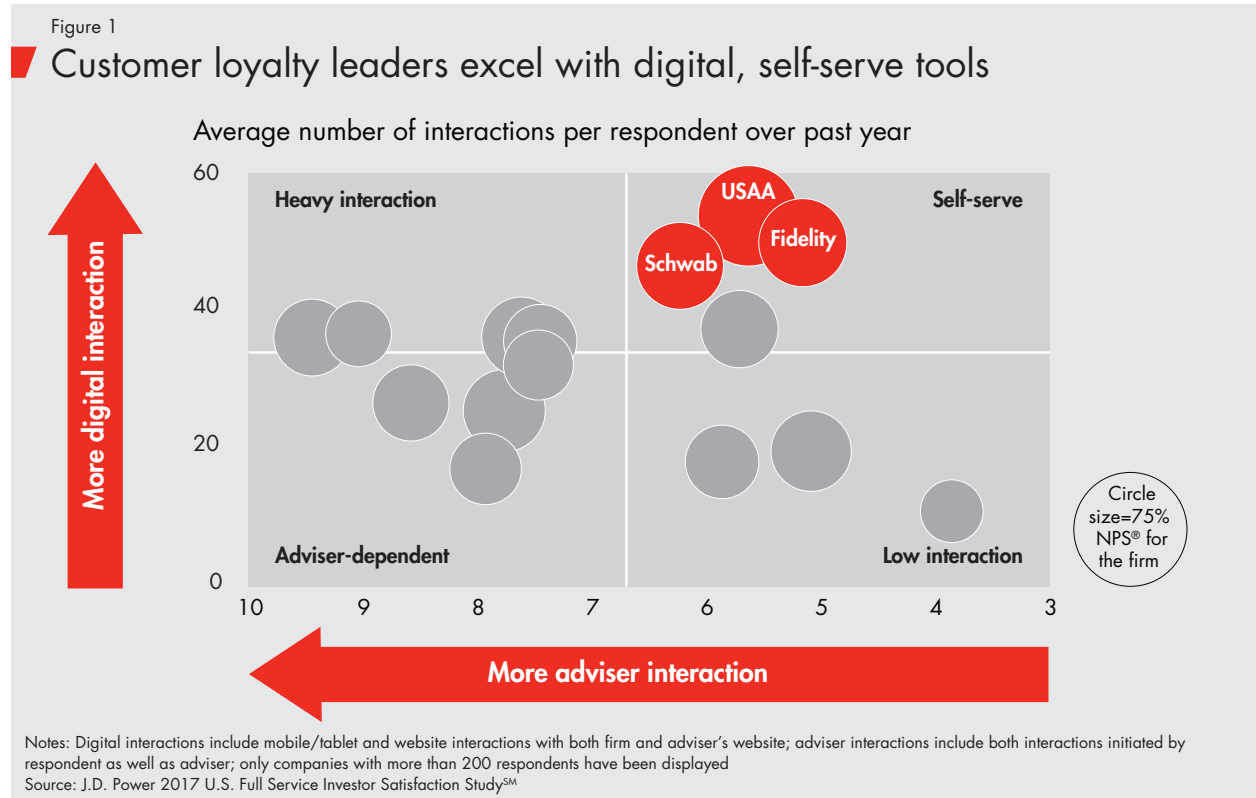 Figure 1
Customer loyalty leaders excel with digital, self-serve tools
Average number of interactions per respondent over past year
More digital interaction
60
40
20
0
Heavy interaction
Self-serve
USAA
Fidelity
Schwab
Adviser-dependent
Low interaction
Circle
size=75%
NPS® for
the firm
10 9 8 7 6 5 4 3
More adviser interaction
Notes: Digital interactions include mobile/tablet and website interactions with both firm and adviser's website; adviser interactions include both interactions initiated by
respondent as well as adviser; only companies with more than 200 respondents have been displayed
Source: J.D. Power 2017 U.S. Full Service Investor Satisfaction Study℠